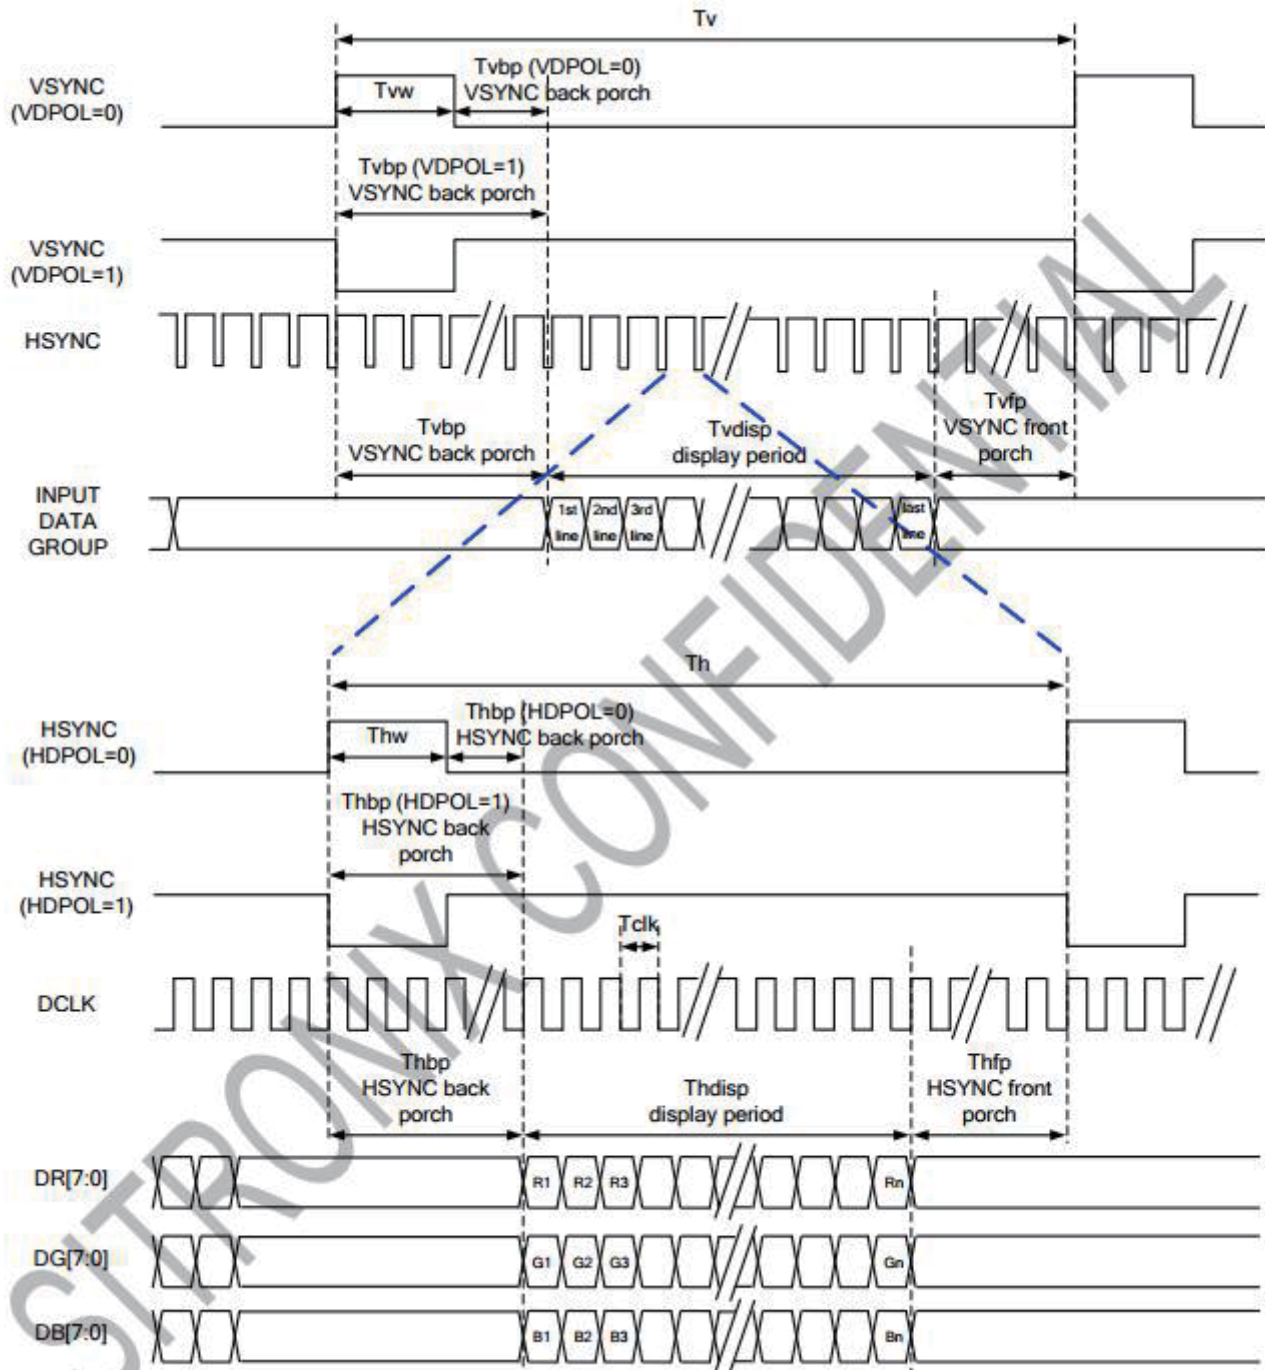 Tv
VSYNC
(VDPOL=0)
Tvw
Tvbp (VDPOL=0)
VSYNC back porch
Tvbp (VDPOL=1)
VSYNC back porch
VSYNC
(VDPOL=1)
HSYNC
Tvbp
VSYNC back porch
Tvdisp
display period
Tvfp
VSYNC front
porch
INPUT
DATA
GROUP
1st
line
2nd
line
3rd
line
last
line
Th
HSYNC
(HDPOL=0)
Thw
Thbp (HDPOL=0)
HSYNC back porch
Thbp (HDPOL=1)
HSYNC back
porch
HSYNC
(HDPOL=1)
Tclk
DCLK
Thbp
HSYNC back
porch
Thdisp
display period
Thfp
HSYNC front
porch
DR[7:0]
R1 R2 R3 Rn
DG[7:0]
G1 G2 G3 Gn
DB[7:0]
B1 B2 B3 Bn
SITRONIX CONFIDENTIAL